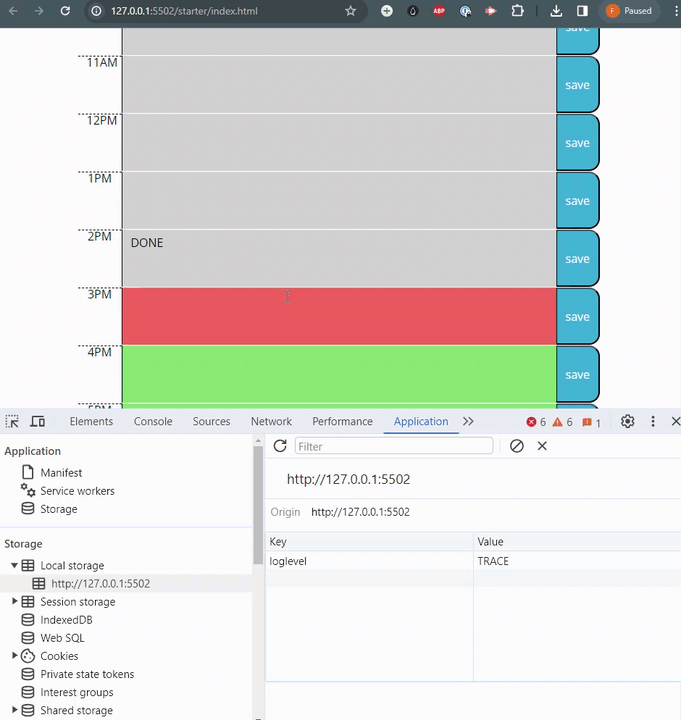 127.0.0.1:5502/starter/index.html
ABP
F Paused
save
11AM
save
12PM
save
1PM
save
2PM
DONE
save
3PM
save
4PM
save
5PM
Elements Console Sources Network Performance Application 6 6 1
Application
Filter
Manifest
Service workers
http://127.0.0.1:5502
Storage
Origin http://127.0.0.1:5502
Storage
Key Value
Local storage
loglevel TRACE
http://127.0.0.1:5502
Session storage
IndexedDB
Web SQL
Cookies
Private state tokens
Interest groups
Shared storage